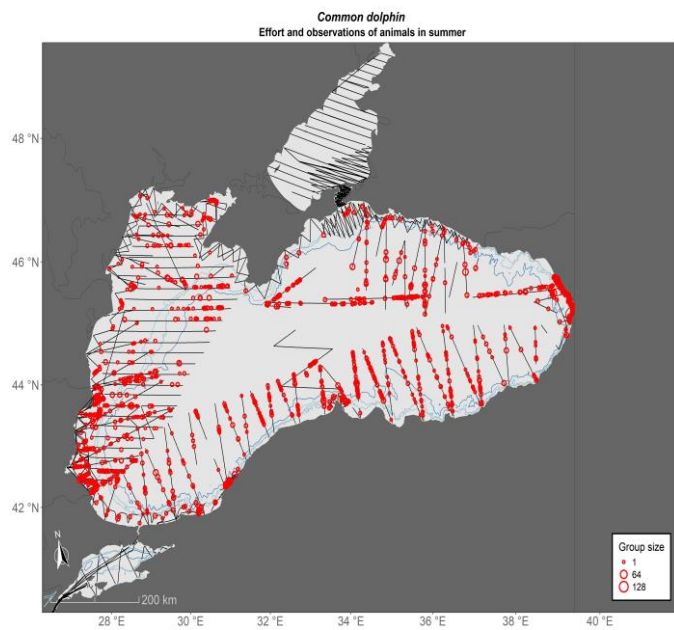 Common dolphin
Effort and observations of animals in summer
48 °N
46 °N
44 °N
42 °N
N
200 km
Group size
1
64
128
28 °E
30 °E
32 °E
34 °E
36 °E
38 °E
40 °E